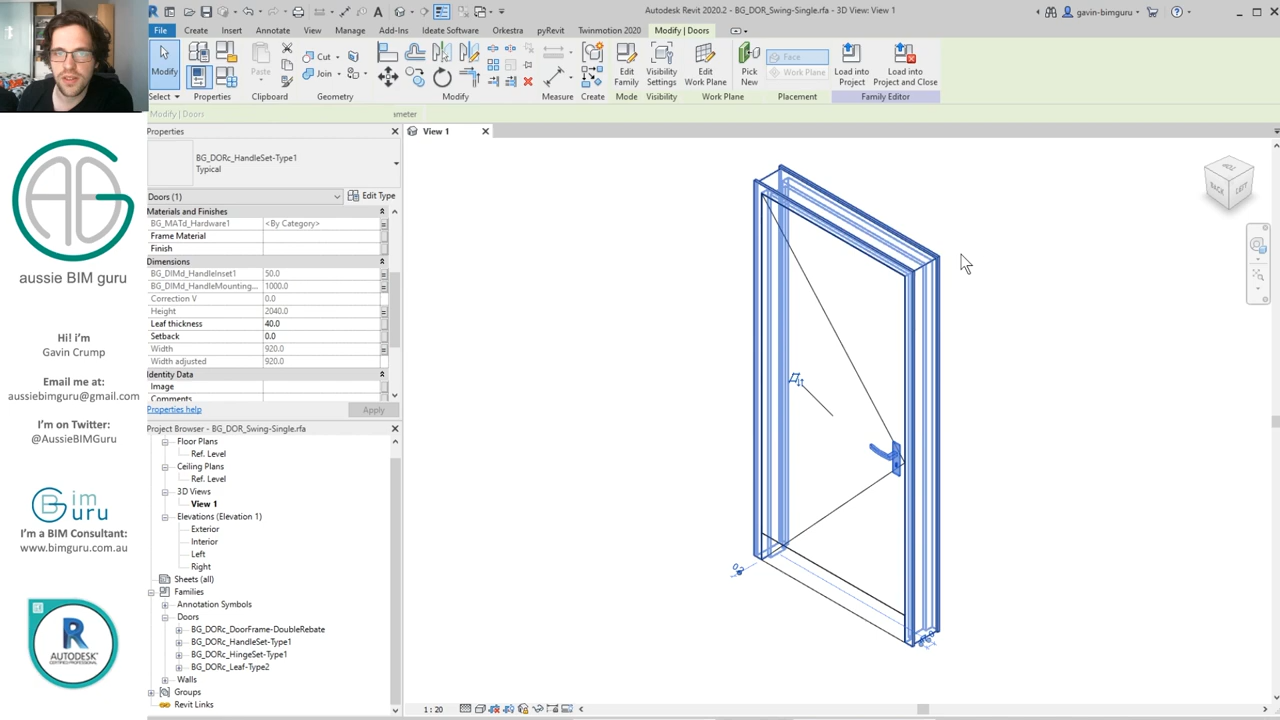 Autodesk Revit 2020.2 - BG_DOR_Swing-Single.rfa - 3D View: View 1
gavin-bimguru
File Create Insert Annotate View Manage Add-Ins Ideate Software Orkestra pyRevit Twinmotion 2020 Modify | Doors
Modify
Paste
Cut
Join
Edit
Family
Visibility
Settings
Edit
Work Plane
Pick
New
Face
Work Plane
Load into
Project
Load into
Project and Close
Select Properties Clipboard Geometry Modify Measure Create Mode Visibility Work Plane Placement Family Editor
Modify | Doors
ameter
Properties
View 1
BG_DORc_HandleSet-Type1
Typical
Doors (1)
Edit Type
Materials and Finishes
BG_MATd_Hardware1 <By Category>
Frame Material
Finish
Dimensions
BG_DIMd_HandleInset1 50.0
BG_DIMd_HandleMounting... 1000.0
Correction V 0.0
Height 2040.0
Leaf thickness 40.0
Setback 0.0
Width 920.0
Width adjusted 920.0
Identity Data
Image
Comments
Properties help
Apply
Project Browser - BG_DOR_Swing-Single.rfa
Floor Plans
Ref. Level
Ceiling Plans
Ref. Level
3D Views
View 1
Elevations (Elevation 1)
Exterior
Interior
Left
Right
Sheets (all)
Families
Annotation Symbols
Doors
BG_DORc_DoorFrame-DoubleRebate
BG_DORc_HandleSet-Type1
BG_DORc_HingeSet-Type1
BG_DORc_Leaf-Type2
Walls
Groups
Revit Links
1 : 20
BACK
LEFT
aussie BIM guru
Hi! i'm
Gavin Crump
Email me at:
aussiebimguru@gmail.com
I'm on Twitter:
@AussieBIMGuru
Bim
Guru
I'm a BIM Consultant:
www.bimguru.com.au
R
AUTODESK
CERTIFIED PROFESSIONAL